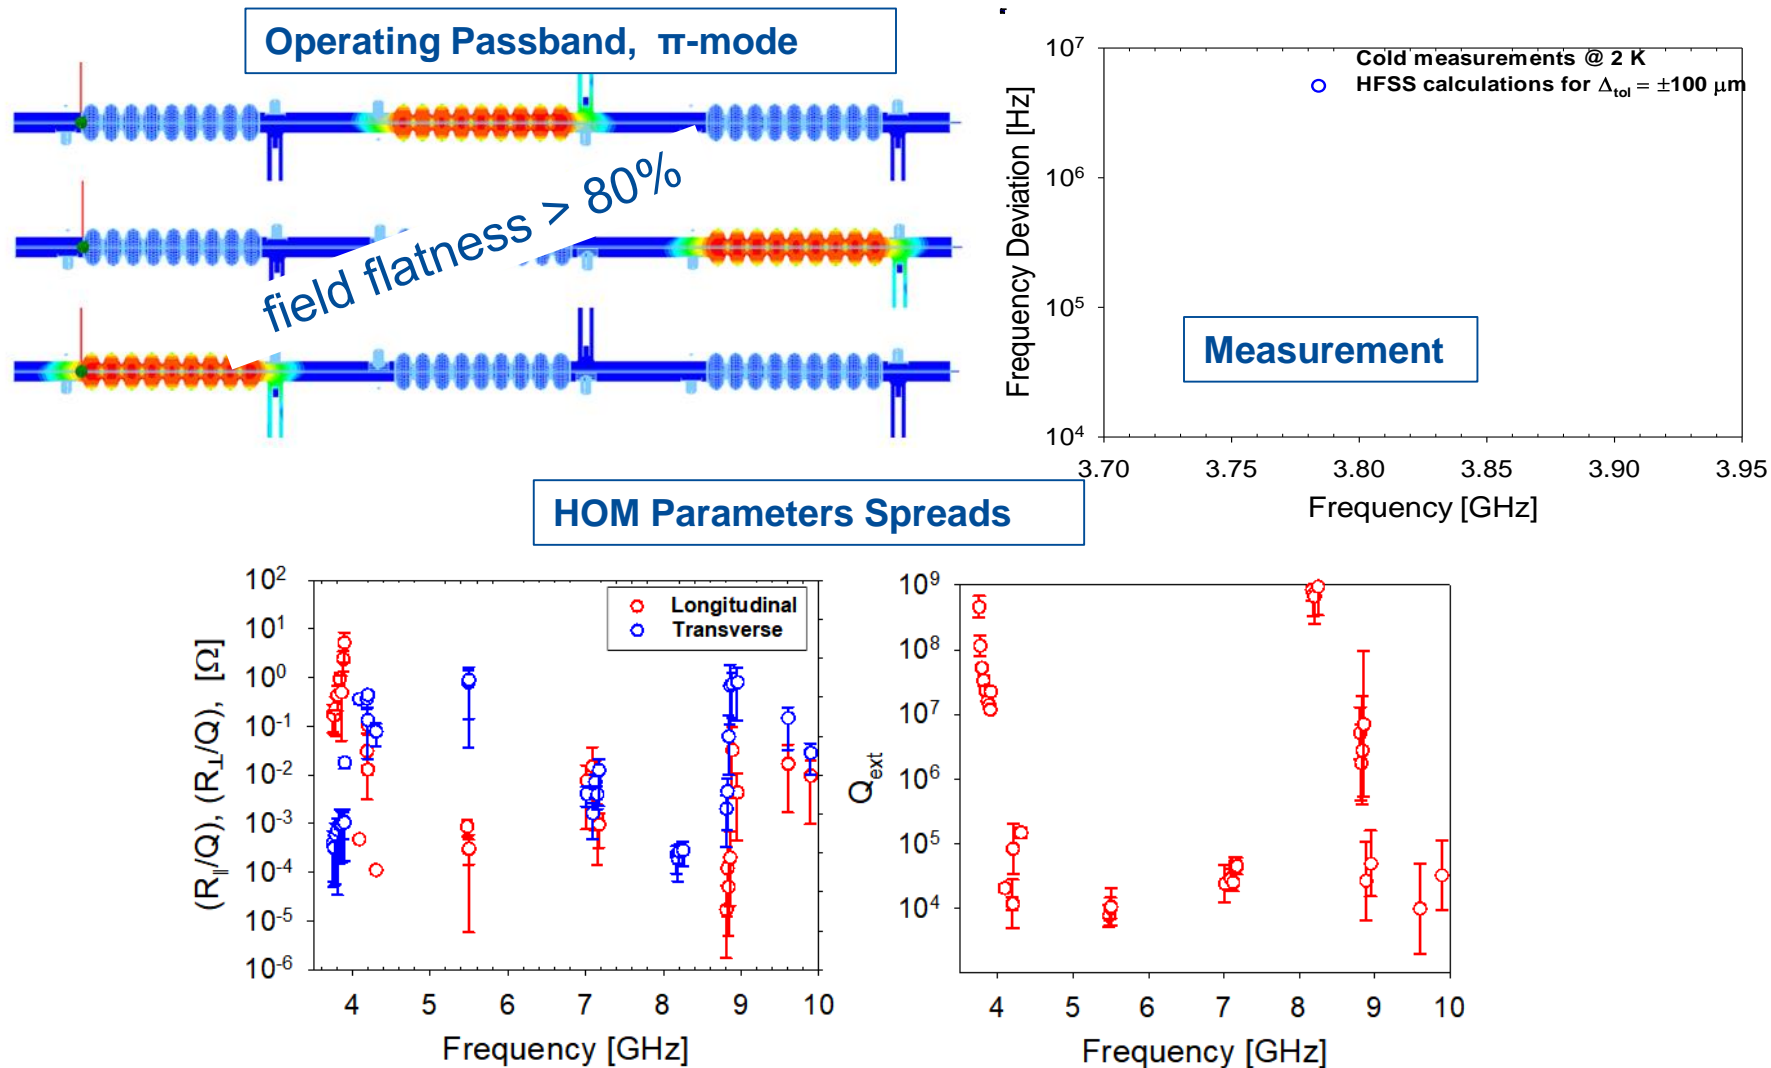 Operating Passband, π-mode
field flatness > 80%
Cold measurements @ 2 K
HFSS calculations for Δtol = ±100 μm
Frequency Deviation [Hz]
10⁷
10⁶
10⁵
10⁴
Measurement
3.70 3.75 3.80 3.85 3.90 3.95
Frequency [GHz]
HOM Parameters Spreads
(R||/Q), (R⊥/Q), [Ω]
10²
10¹
10⁰
10⁻¹
10⁻²
10⁻³
10⁻⁴
10⁻⁵
10⁻⁶
Longitudinal
Transverse
4 5 6 7 8 9 10
Frequency [GHz]
Qext
10⁹
10⁸
10⁷
10⁶
10⁵
10⁴
4 5 6 7 8 9 10
Frequency [GHz]